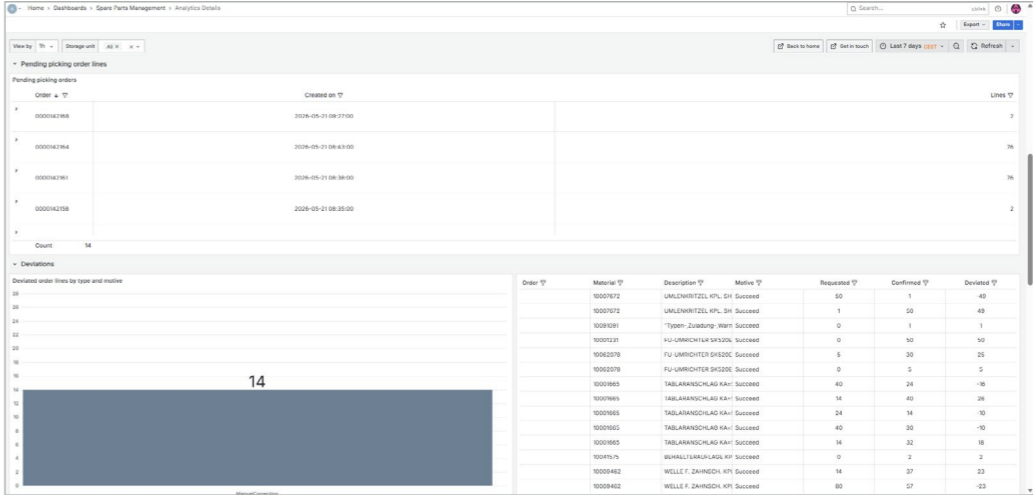 Home > Dashboards > Spare Parts Management > Analytics Details
Search...
Export
Share
View by 1h Storage unit
Back to home Get in touch Last 7 days CEST Refresh
Pending picking order lines
Pending picking orders
Order Created on Lines
0000142168 2026-05-21 09:27:00 2
0000142164 2026-05-21 08:43:00 76
0000142161 2026-05-21 08:38:00 76
0000142158 2026-05-21 08:35:00 2
Count 14
Deviations
Deviated order lines by type and motive
28
26
24
22
20
18
16
14
12
10
8
6
4
2
0
14
Order Material Description Motive Requested Confirmed Deviated
10007672 UMLENKRITZEL KPL. SH Succeed 50 1 -49
10007672 UMLENKRITZEL KPL. SH Succeed 1 50 49
10091091 "Typen-,Zuladung-,Warn Succeed 0 1 1
10001231 FU-UMRICHTER SK520E Succeed 0 50 50
10062078 FU-UMRICHTER SK520E Succeed 5 30 25
10062078 FU-UMRICHTER SK520E Succeed 0 5 5
10001665 TABLARANSCHLAG Succeed 40 24 -16
10001665 TABLARANSCHLAG Succeed 14 40 26
10001665 TABLARANSCHLAG Succeed 24 14 -10
10001665 TABLARANSCHLAG Succeed 40 30 -10
10001665 TABLARANSCHLAG Succeed 14 32 18
10041575 BEHAELTERAUFLAGE Succeed 0 2 2
10009462 WELLE F. ZAHNSCH. KPL Succeed 14 37 23
10009462 WELLE F. ZAHNSCH. KPL Succeed 80 57 -23